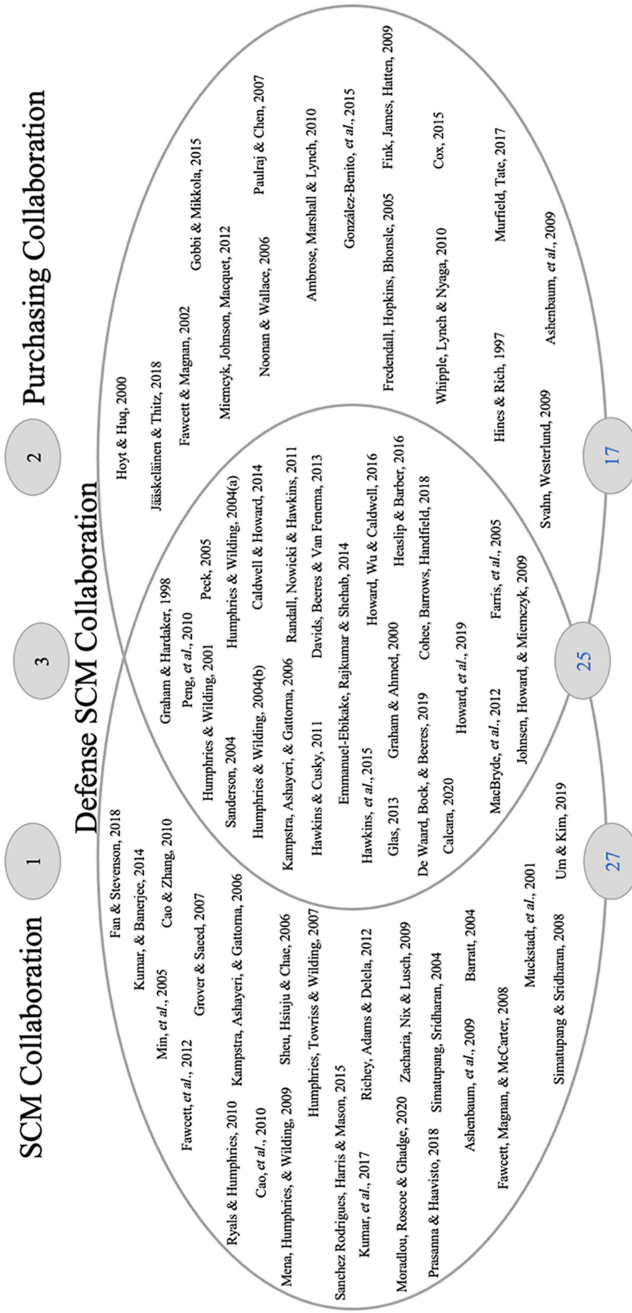 SCM Collaboration
1
Defense SCM Collaboration
3
2
Purchasing Collaboration
Fan & Stevenson, 2018
Kumar, & Banerjee, 2014
Min, et al., 2005
Cao & Zhang, 2010
Fawcett, et al., 2012
Grover & Saeed, 2007
Ryals & Humphries, 2010
Kampstra, Ashayeri, & Gattorna, 2006
Cao, et al., 2010
Mena, Humphries, & Wilding, 2009
Sheu, Hsiuju & Chae, 2006
Humphries, Towriss & Wilding, 2007
Sanchez Rodrigues, Harris & Mason, 2015
Kumar, et al., 2017
Richey, Adams & Delela, 2012
Moradlou, Roscoe & Ghadge, 2020
Zacharia, Nix & Lusch, 2009
Prasanna & Haavisto, 2018
Simatupang, Sridharan, 2004
Ashenbaum, et al., 2009
Barratt, 2004
Fawcett, Magnan, & McCarter, 2008
Muckstadt, et al., 2001
Simatupang & Sridharan, 2008
Um & Kim, 2019
27
Graham & Hardaker, 1998
Peng, et al., 2010
Humphries & Wilding, 2001
Peck, 2005
Sanderson, 2004
Humphries & Wilding, 2004(a)
Humphries & Wilding, 2004(b)
Caldwell & Howard, 2014
Kampstra, Ashayeri, & Gattorna, 2006
Randall, Nowicki & Hawkins, 2011
Hawkins & Cusky, 2011
Davids, Beeres & Van Fenema, 2013
Emmanuel-Ebikake, Rajkumar & Shehab, 2014
Hawkins, et al., 2015
Howard, Wu & Caldwell, 2016
Glas, 2013
Graham & Ahmed, 2000
Heaslip & Barber, 2016
De Waard, Bock, & Beeres, 2019
Cohee, Barrows, Handfield, 2018
Calcara, 2020
Howard, et al., 2019
MacBryde, et al., 2012
Farris, et al., 2005
Johnsen, Howard, & Miemczyk, 2009
25
Hoyt & Huq, 2000
Jääskeläinen & Thitz, 2018
Fawcett & Magnan, 2002
Gobbi & Mikkola, 2015
Miemcyk, Johnson, Macquet, 2012
Noonan & Wallace, 2006
Paulraj & Chen, 2007
Ambrose, Marshall & Lynch, 2010
González-Benito, et al., 2015
Fredendall, Hopkins, Bhonsle, 2005
Fink, James, Hatten, 2009
Whipple, Lynch & Nyaga, 2010
Cox, 2015
Hines & Rich, 1997
Murfield, Tate, 2017
Svahn, Westerlund, 2009
Ashenbaum, et al., 2009
17